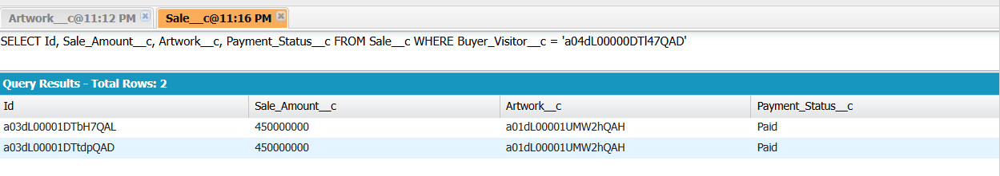 Artwork__c@11:12 PM Sale__c@11:16 PM
SELECT Id, Sale_Amount__c, Artwork__c, Payment_Status__c FROM Sale__c WHERE Buyer_Visitor__c = 'a04dL00000DTl47QAD'
Query Results - Total Rows: 2
Id Sale_Amount__c Artwork__c Payment_Status__c
a03dL00001DTbH7QAL 450000000 a01dL00001UMW2hQAH Paid
a03dL00001DTtdpQAD 450000000 a01dL00001UMW2hQAH Paid